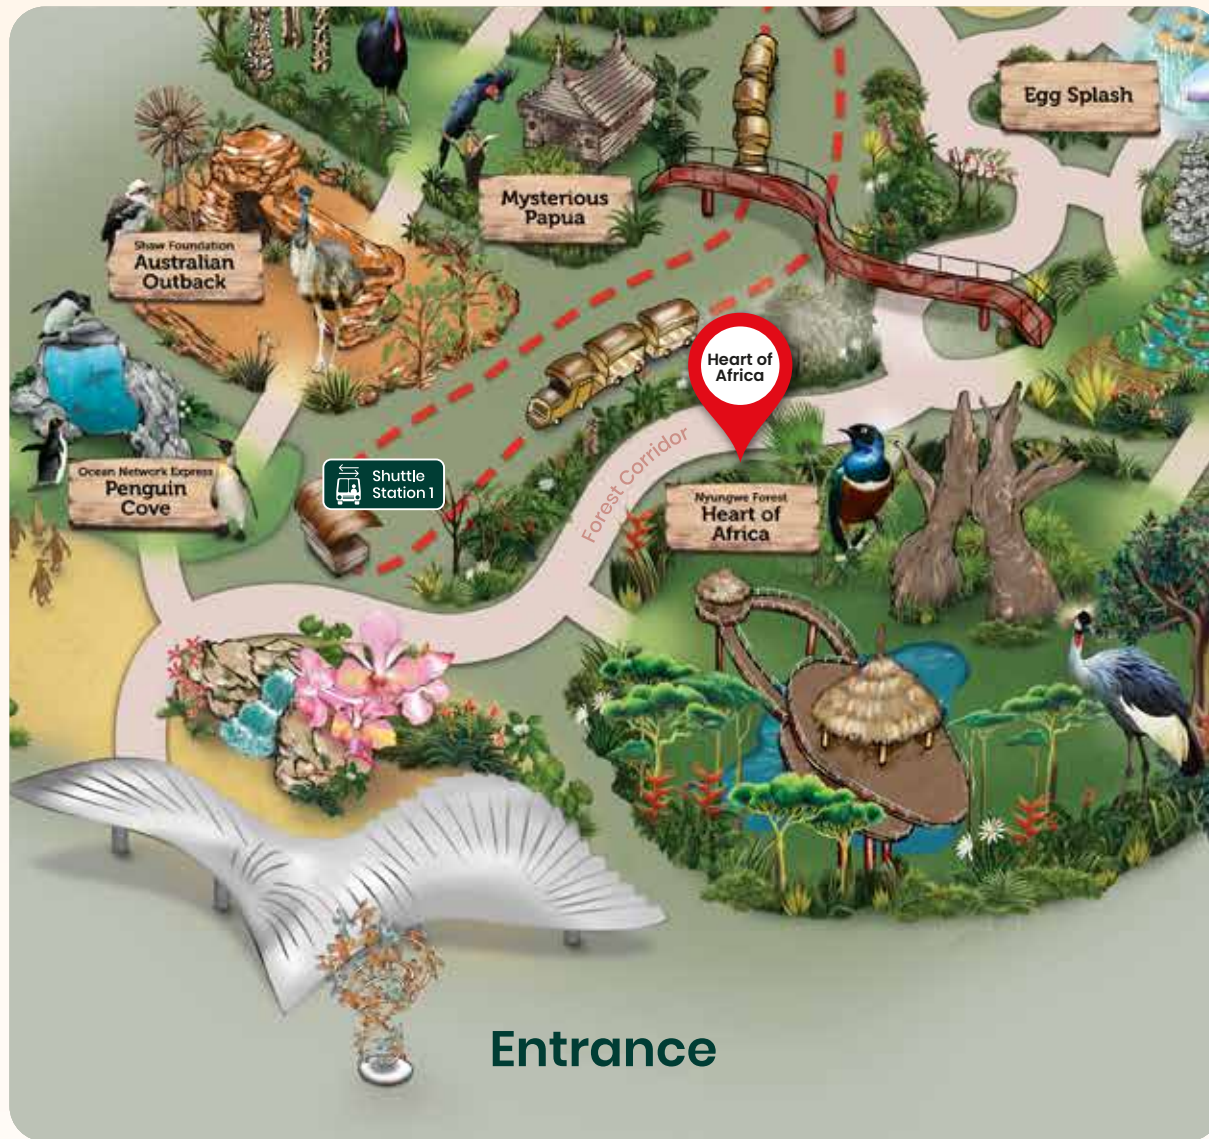 Egg Splash
Mysterious
Papua
Shaw Foundation
Australian
Outback
Heart of
Africa
Forest Corridor
Ocean Network Express
Penguin
Cove
Shuttle
Station 1
Nyungwe Forest
Heart of
Africa
Entrance